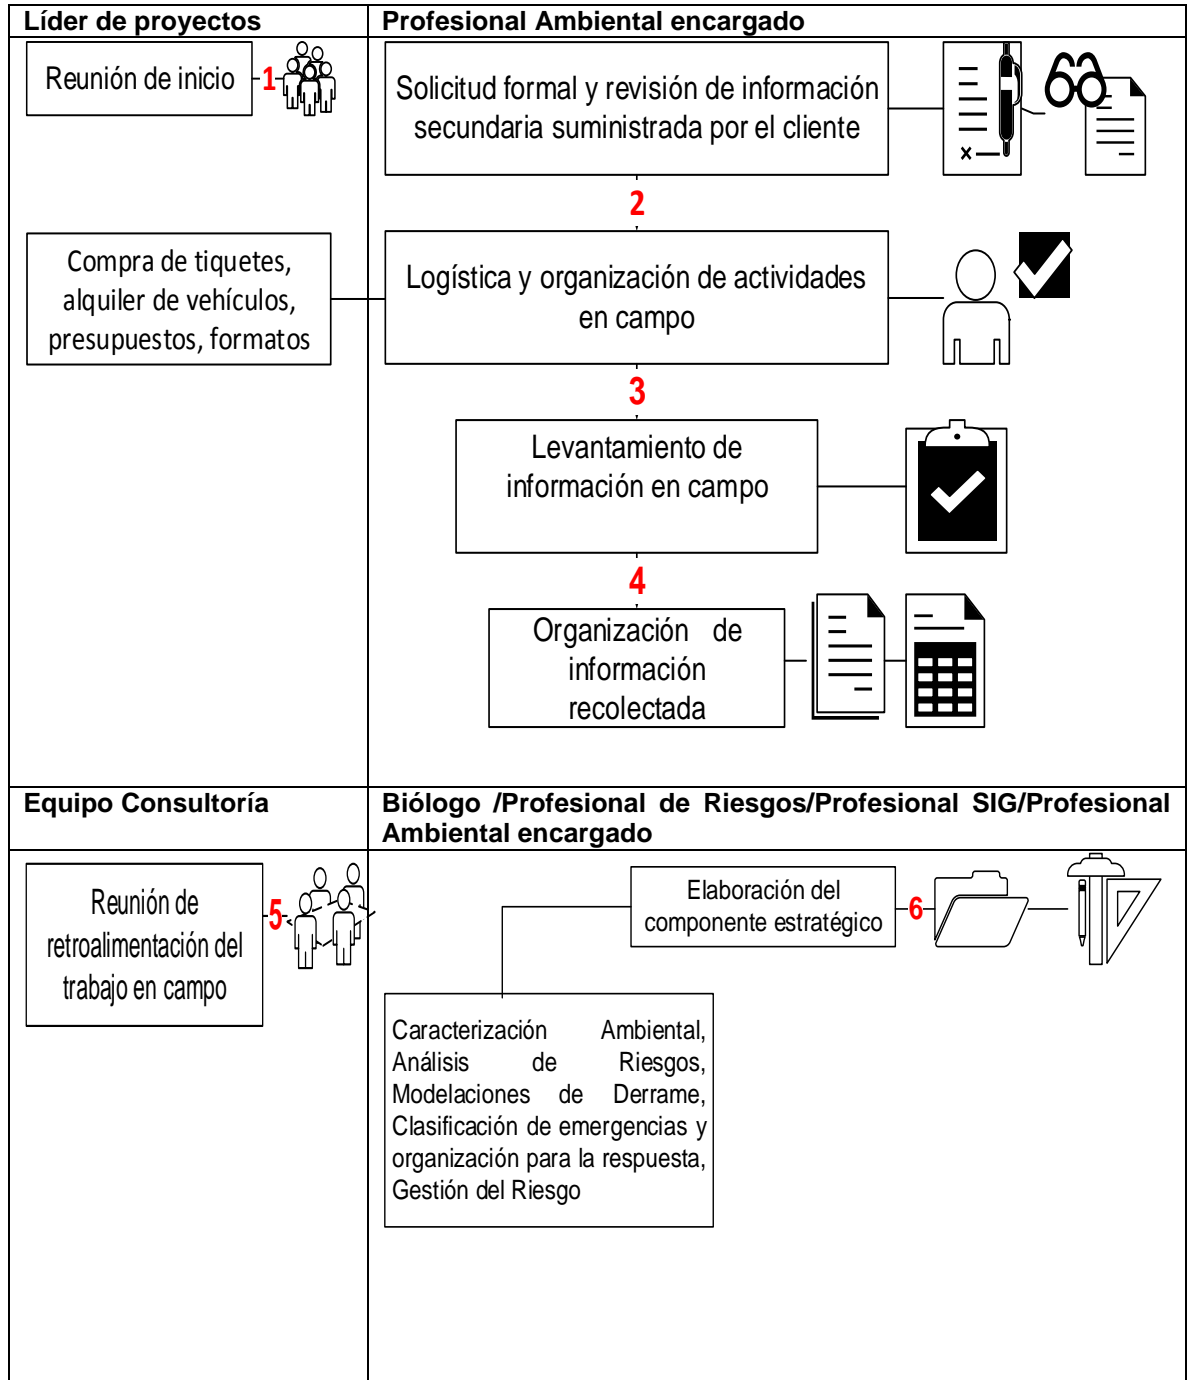 Líder de proyectos
Profesional Ambiental encargado
Reunión de inicio
1
Solicitud formal y revisión de información
secundaria suministrada por el cliente
2
Compra de tiquetes,
alquiler de vehículos,
presupuestos, formatos
Logística y organización de actividades
en campo
3
Levantamiento de
información en campo
4
Organización de
información
recolectada
Equipo Consultoría
Biólogo /Profesional de Riesgos/Profesional SIG/Profesional
Ambiental encargado
Reunión de
retroalimentación del
trabajo en campo
5
Elaboración del
componente estratégico
6
Caracterización Ambiental,
Análisis de Riesgos,
Modelaciones de Derrame,
Clasificación de emergencias y
organización para la respuesta,
Gestión del Riesgo